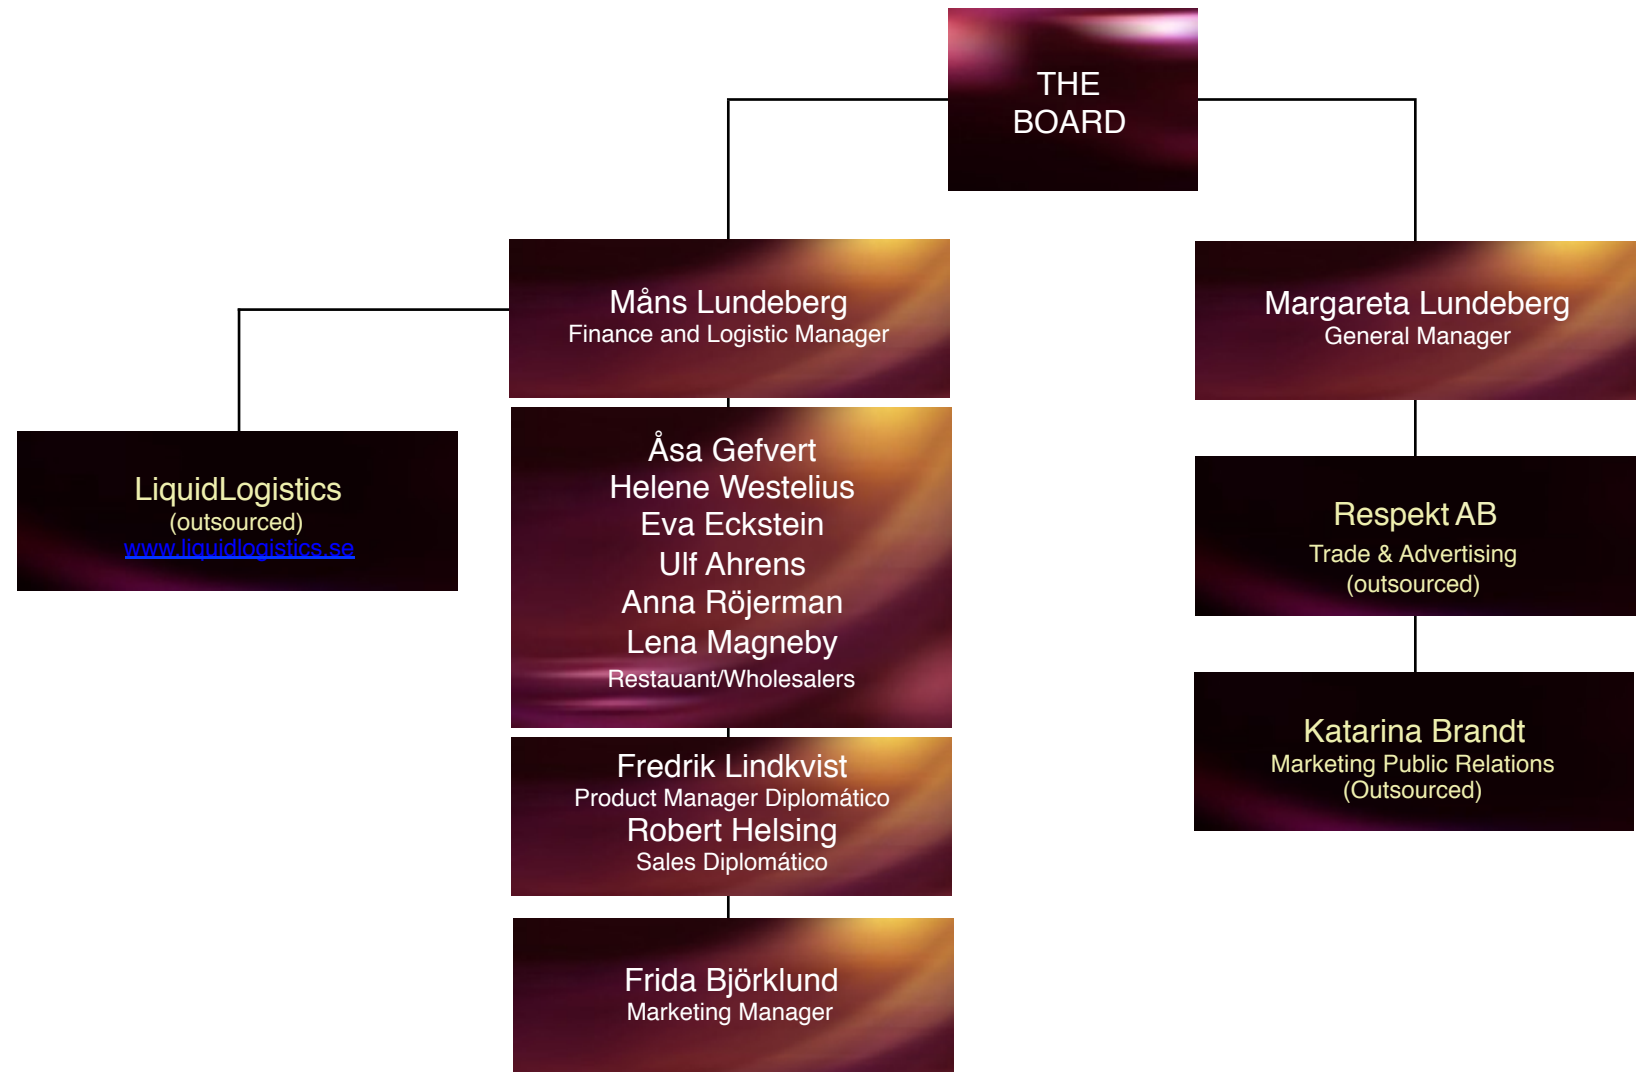 THE
BOARD
Måns Lundeberg
Finance and Logistic Manager
Margareta Lundeberg
General Manager
LiquidLogistics
(outsourced)
www.liquidlogistics.se
Åsa Gefvert
Helene Westelius
Eva Eckstein
Ulf Ahrens
Anna Röjerman
Lena Magneby
Restauant/Wholesalers
Respekt AB
Trade & Advertising
(outsourced)
Fredrik Lindkvist
Product Manager Diplomático
Robert Helsing
Sales Diplomático
Katarina Brandt
Marketing Public Relations
(Outsourced)
Frida Björklund
Marketing Manager